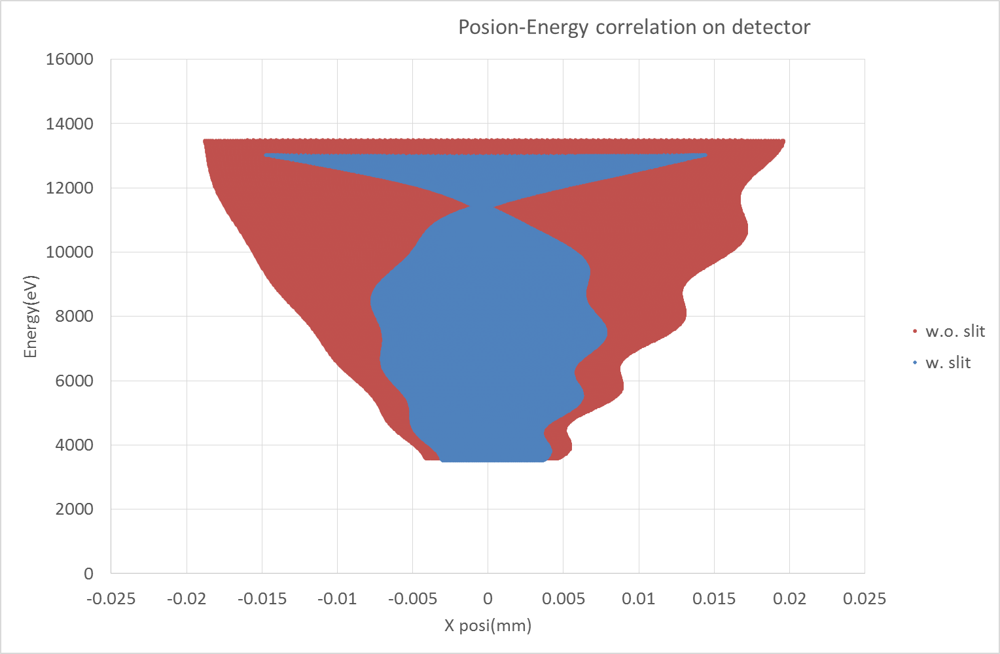 Posion-Energy correlation on detector
16000
14000
12000
10000
8000
6000
4000
2000
0
Energy(eV)
-0.025 -0.02 -0.015 -0.01 -0.005 0 0.005 0.01 0.015 0.02 0.025
X posi(mm)
w.o. slit
w. slit